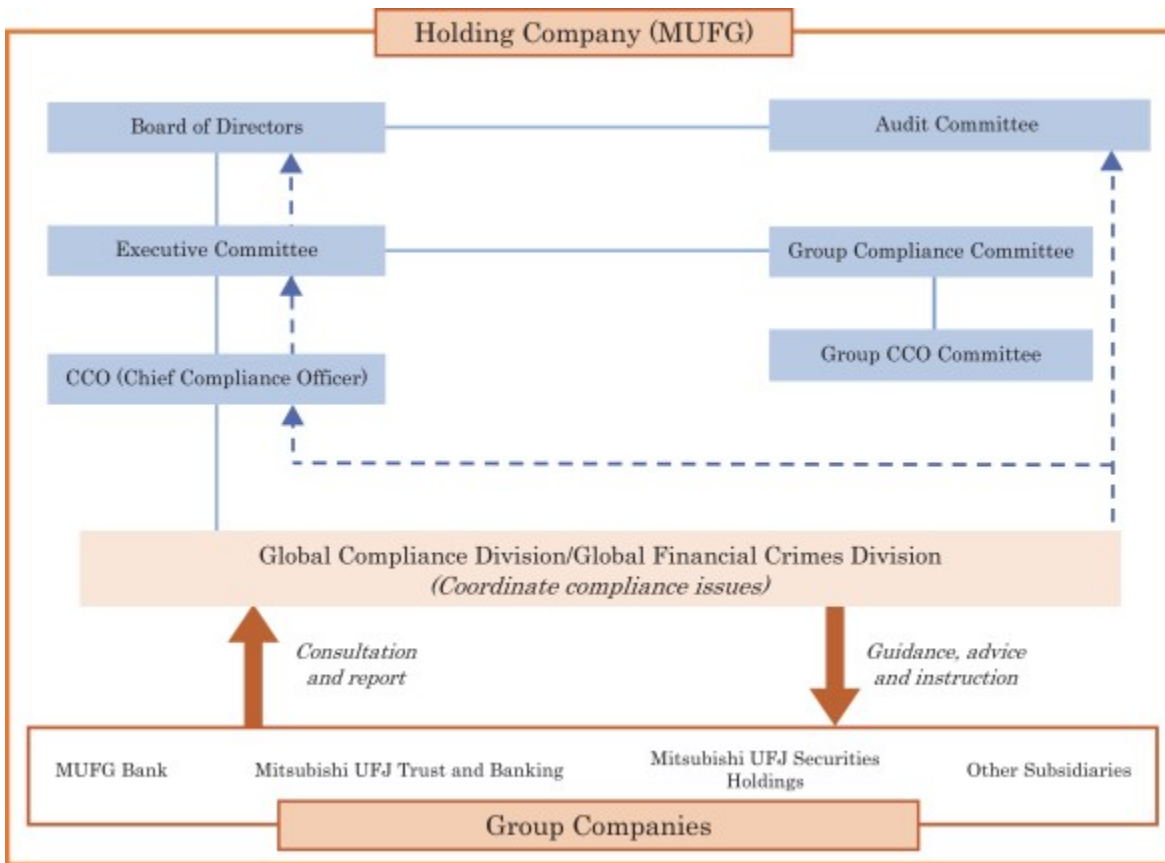 Holding Company (MUFG)
Board of Directors
Audit Committee
Executive Committee
Group Compliance Committee
CCO (Chief Compliance Officer)
Group CCO Committee
Global Compliance Division/Global Financial Crimes Division
(Coordinate compliance issues)
Consultation
and report
Guidance, advice
and instruction
MUFG Bank
Mitsubishi UFJ Trust and Banking
Mitsubishi UFJ Securities
Holdings
Other Subsidiaries
Group Companies